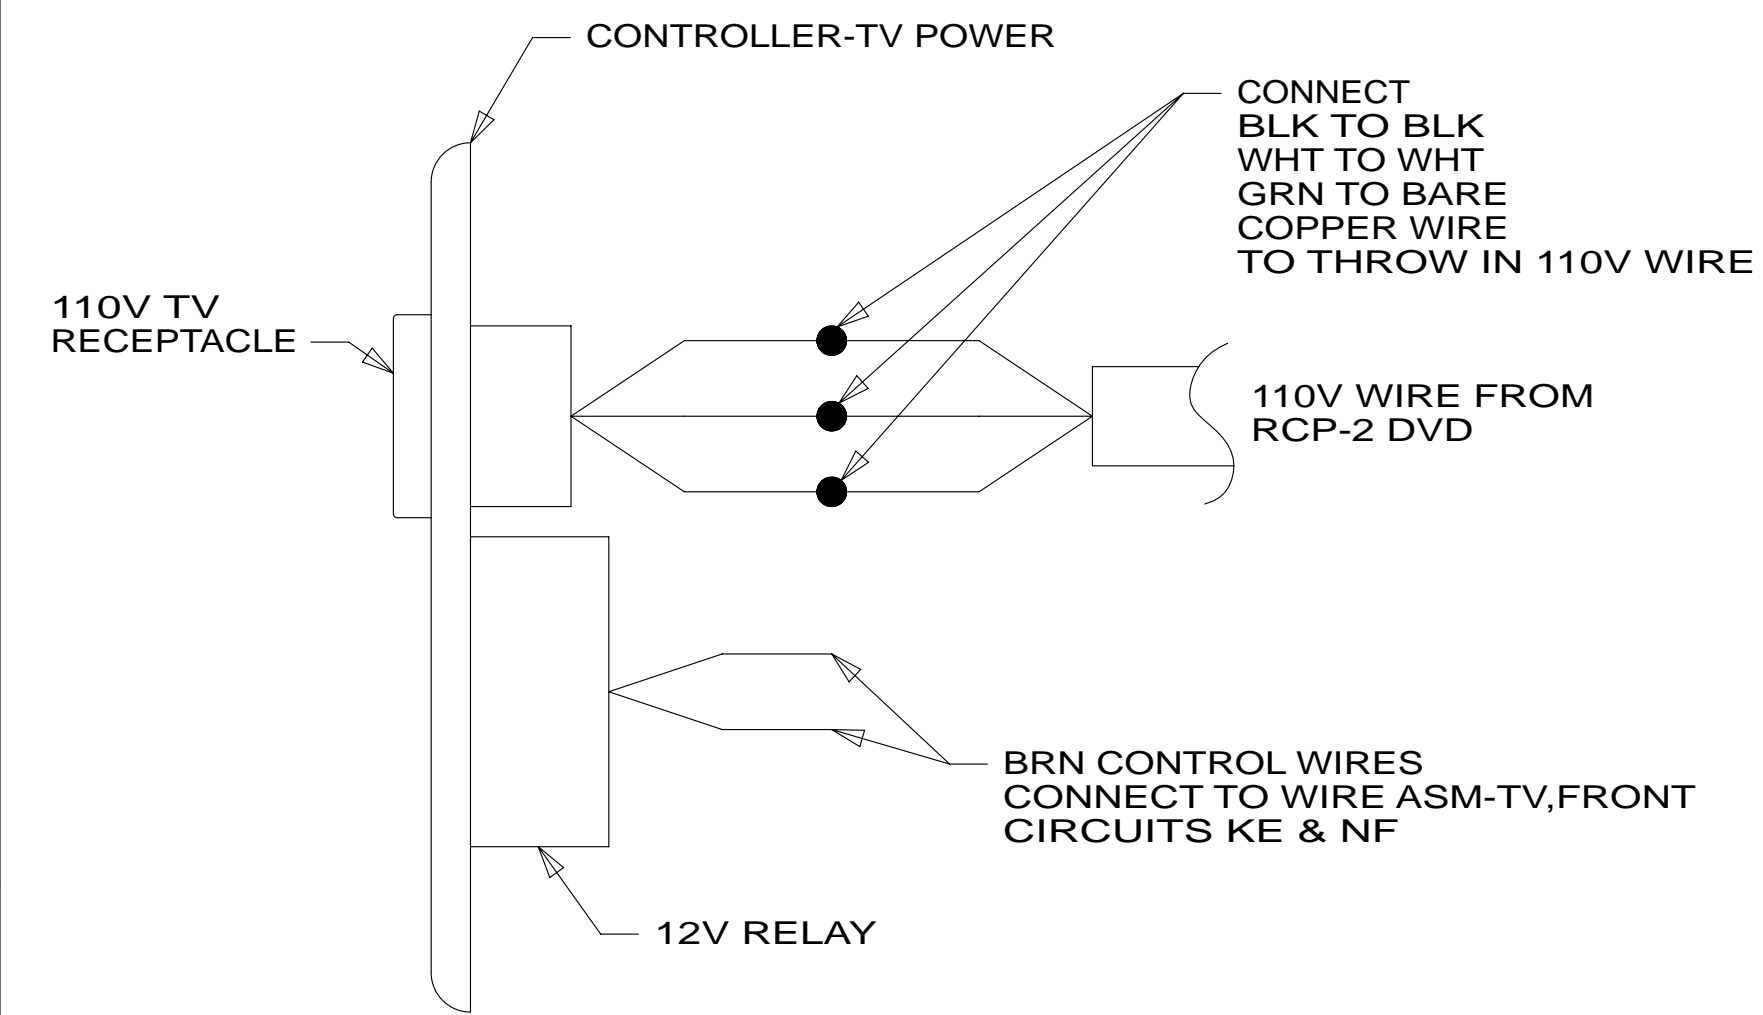 CONTROLLER-TV POWER
CONNECT
BLK TO BLK
WHT TO WHT
GRN TO BARE
COPPER WIRE
TO THROW IN 110V WIRE
110V TV
RECEPTACLE
110V WIRE FROM
RCP-2 DVD
BRN CONTROL WIRES
CONNECT TO WIRE ASM-TV,FRONT
CIRCUITS KE & NF
12V RELAY